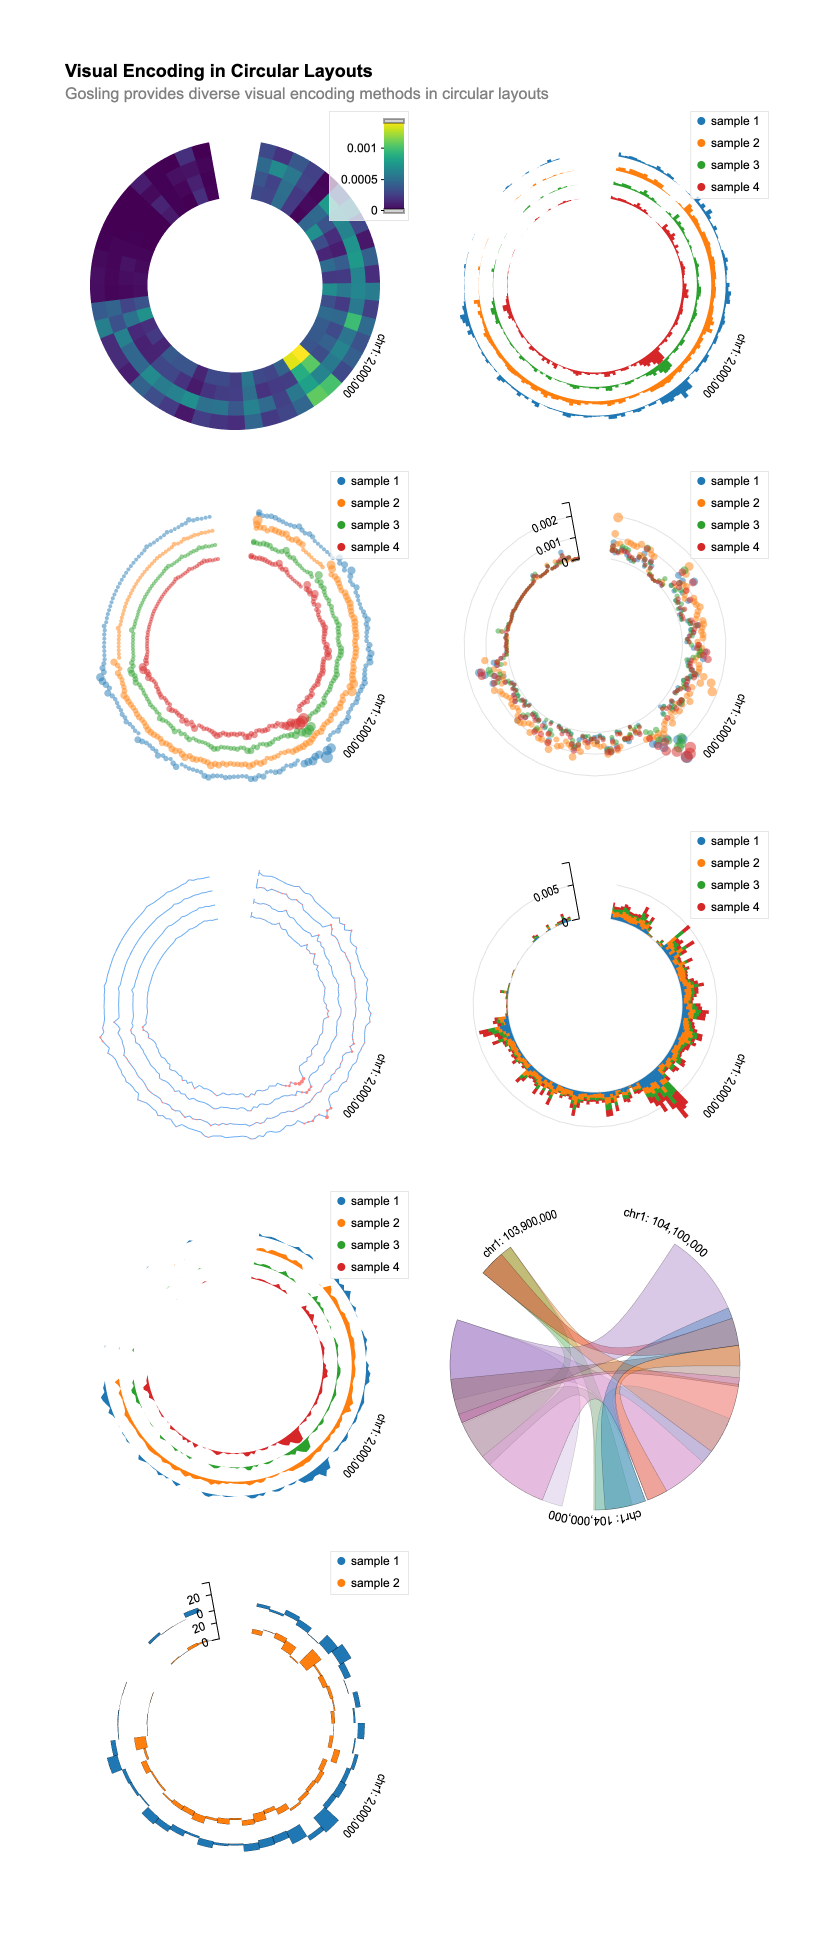 Visual Encoding in Circular Layouts
Gosling provides diverse visual encoding methods in circular layouts
0.001
0.0005
0
chr1: 2,000,000
sample 1
sample 2
sample 3
sample 4
chr1: 2,000,000
sample 1
sample 2
sample 3
sample 4
chr1: 2,000,000
0.002
0.001
0
sample 1
sample 2
sample 3
sample 4
chr1: 2,000,000
chr1: 2,000,000
0.005
0
sample 1
sample 2
sample 3
sample 4
chr1: 2,000,000
sample 1
sample 2
sample 3
sample 4
chr1: 2,000,000
chr1: 103,900,000
chr1: 104,100,000
chr1: 104,000,000
sample 1
sample 2
20
0
20
0
chr1: 2,000,000